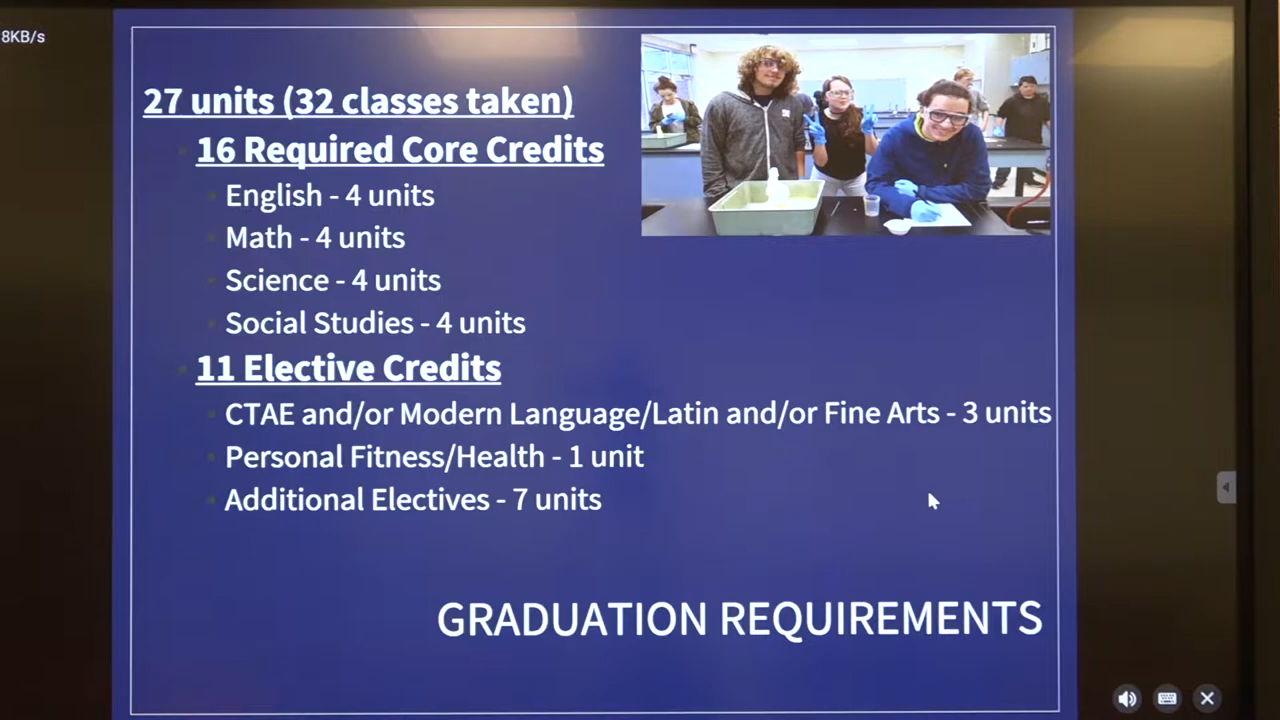 8KB/s
27 units (32 classes taken)
16 Required Core Credits
English - 4 units
Math - 4 units
Science - 4 units
Social Studies - 4 units
11 Elective Credits
CTAE and/or Modern Language/Latin and/or Fine Arts - 3 units
Personal Fitness/Health - 1 unit
Additional Electives - 7 units
GRADUATION REQUIREMENTS